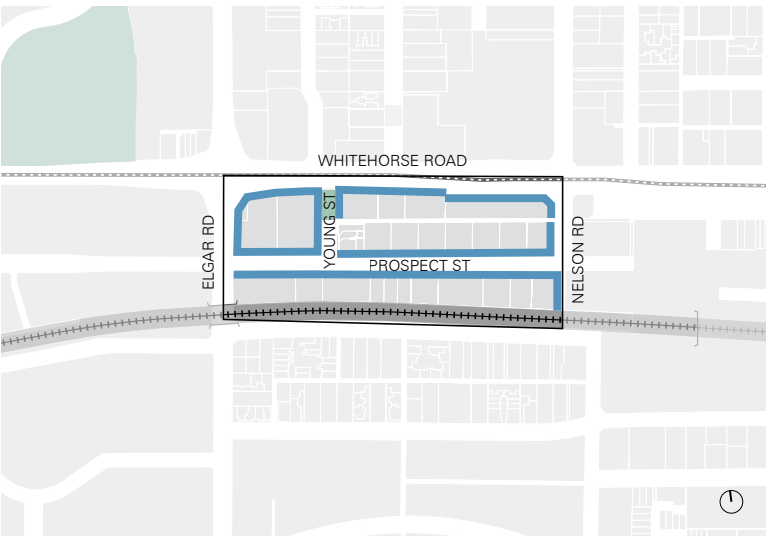 WHITEHORSE ROAD
ELGAR RD
YOUNG ST
NELSON RD
PROSPECT ST